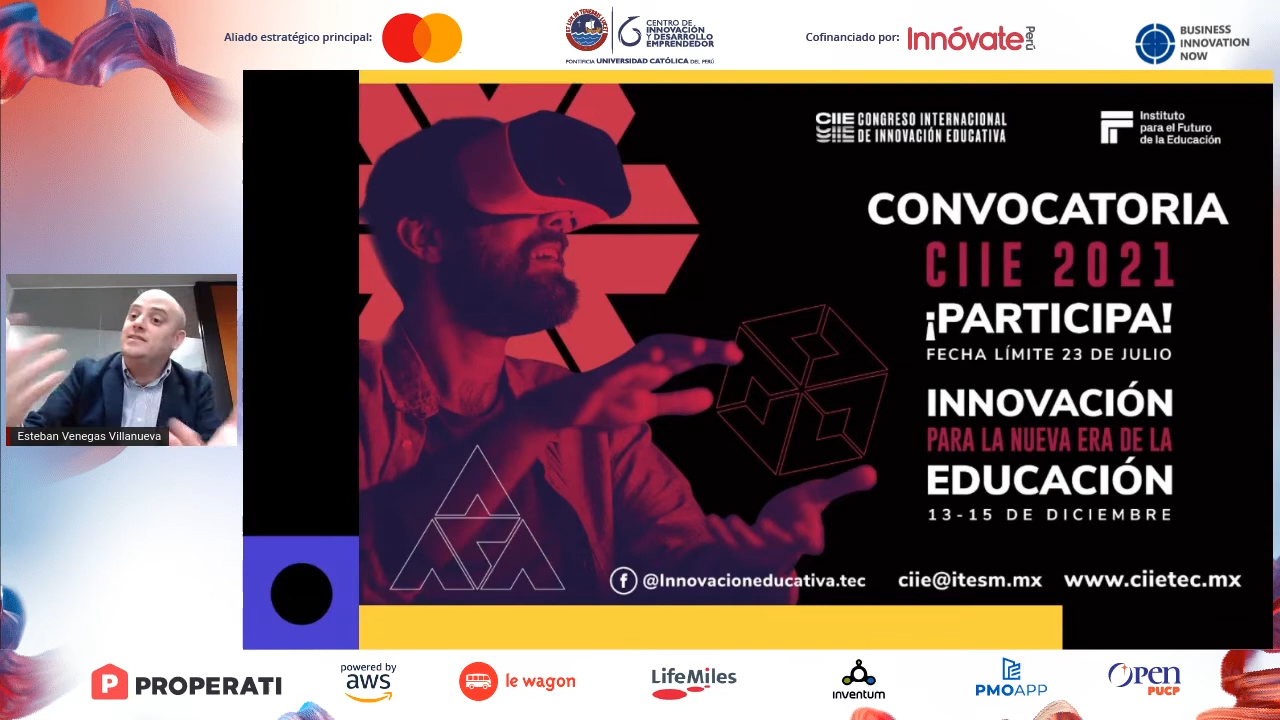 Aliado estratégico principal:
CENTRO DE
INNOVACIÓN
Y DESARROLLO
EMPRENDEDOR
PONTIFICIA UNIVERSIDAD CATÓLICA DEL PERÚ
Cofinanciado por:
Innóvate Perú
BUSINESS
INNOVATION
NOW
CIIE CONGRESO INTERNACIONAL
DE INNOVACIÓN EDUCATIVA
Instituto
para el Futuro
de la Educación
CONVOCATORIA
CIIE 2021
¡PARTICIPA!
FECHA LÍMITE 23 DE JULIO
INNOVACIÓN
PARA LA NUEVA ERA DE LA
EDUCACIÓN
13-15 DE DICIEMBRE
Esteban Venegas Villanueva
@Innovacioneducativa.tec
ciie@itesm.mx
www.ciietec.mx
PROPERATI
powered by
aws
le wagon
LifeMiles
INVENTUM
PMOAPP
OPEN
PUCP